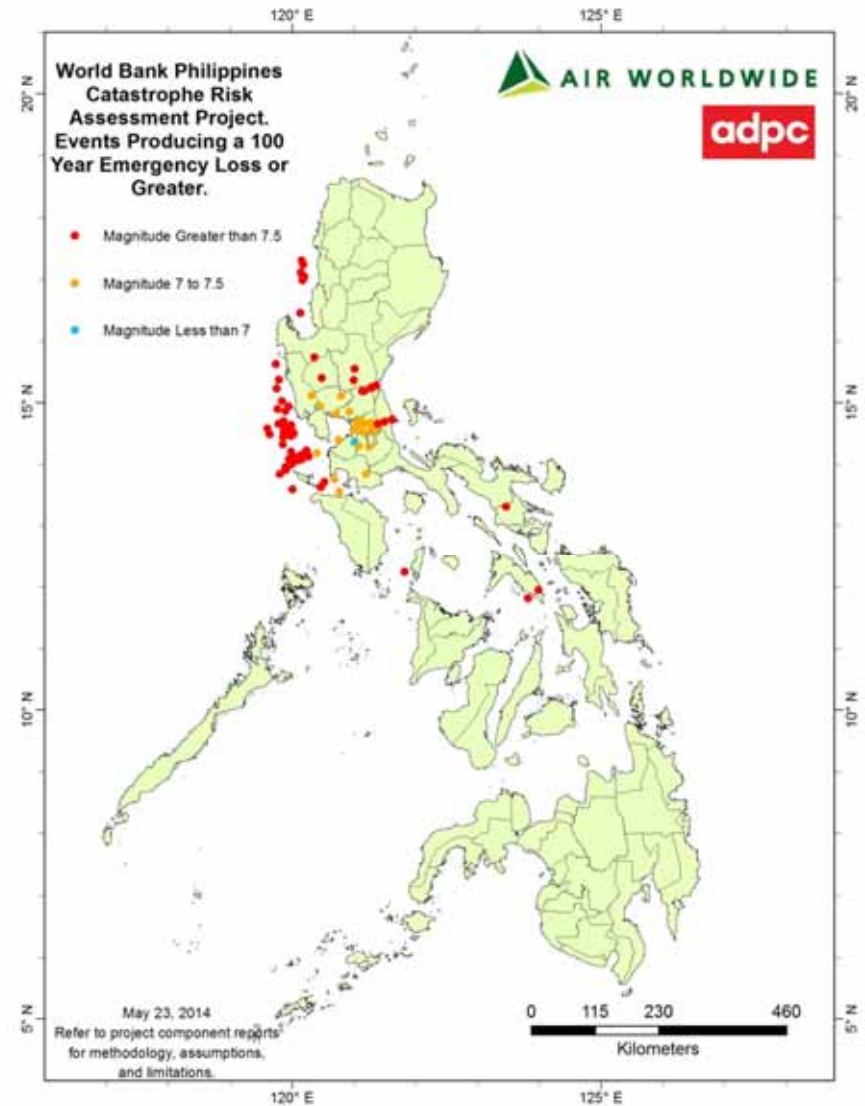 120° E
125° E
World Bank Philippines
Catastrophe Risk
Assessment Project.
Events Producing a 100
Year Emergency Loss or
Greater.
AIR WORLDWIDE
adpc
Magnitude Greater than 7.5
Magnitude 7 to 7.5
Magnitude Less than 7
20° N
20° N
15° N
15° N
10° N
10° N
5° N
5° N
May 23, 2014
Refer to project component reports
for methodology, assumptions,
and limitations.
0 115 230 460
Kilometers
120° E
125° E